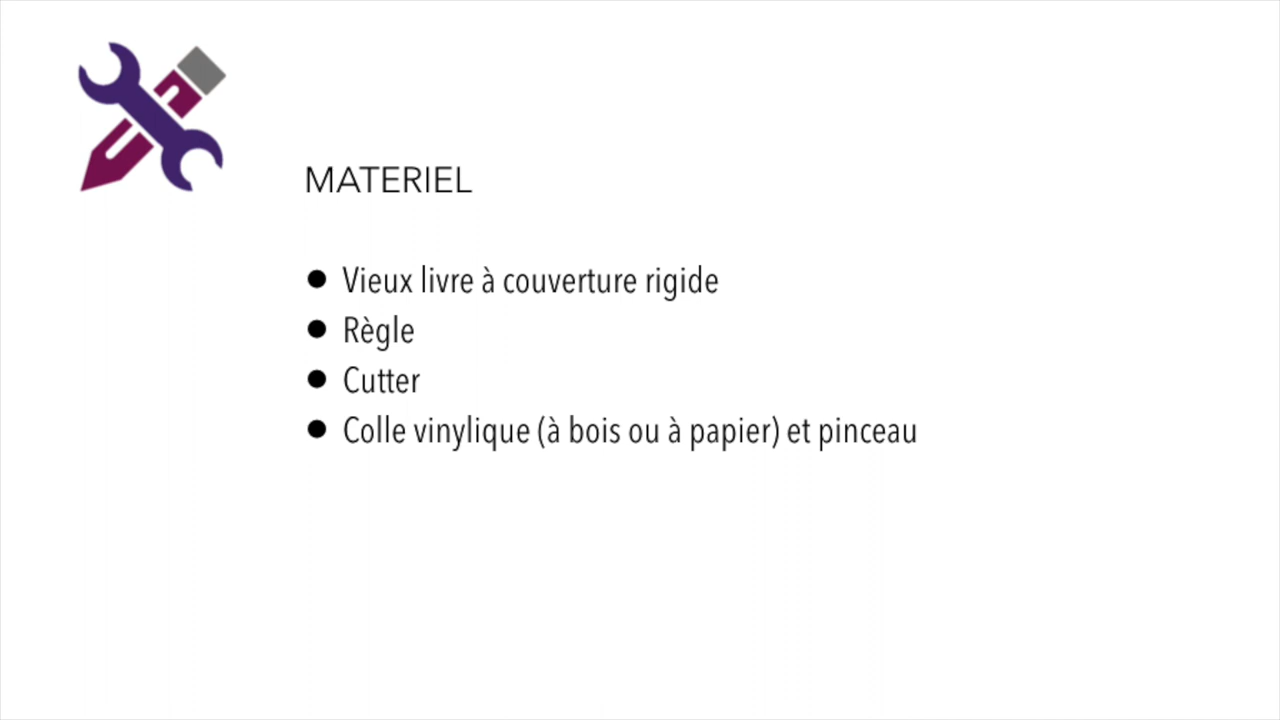 MATERIEL
● Vieux livre à couverture rigide
● Règle
● Cutter
● Colle vinylique (à bois ou à papier) et pinceau